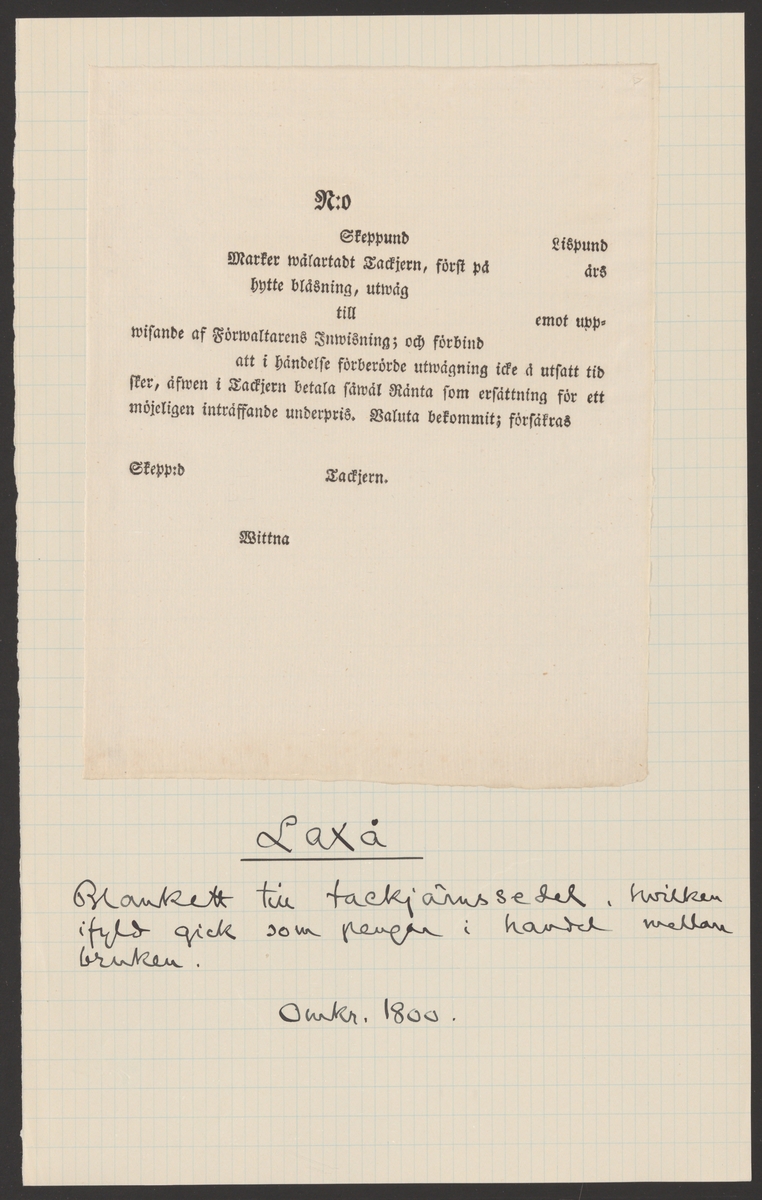 N:o
Skeppund Lispund
Marker wälartadt Tackjern, först på års
hytte blåsning, utwäg
till emot upp=
wisande af Förwaltarens Inwisning; och förbind
att i händelse förberörde utwägning icke å utsatt tid
sker, äfwen i Tackjern betala såwäl Ränta som ersättning för ett
möjeligen inträffande underpris. Valuta bekommit; försäkras
Skepp:d Tackjern.
Wittna
Laxå
Blankett till tackjärnssedel, hvilken
ifyld gick som pengar i handel mellan
bruken.
Omkr. 1800.